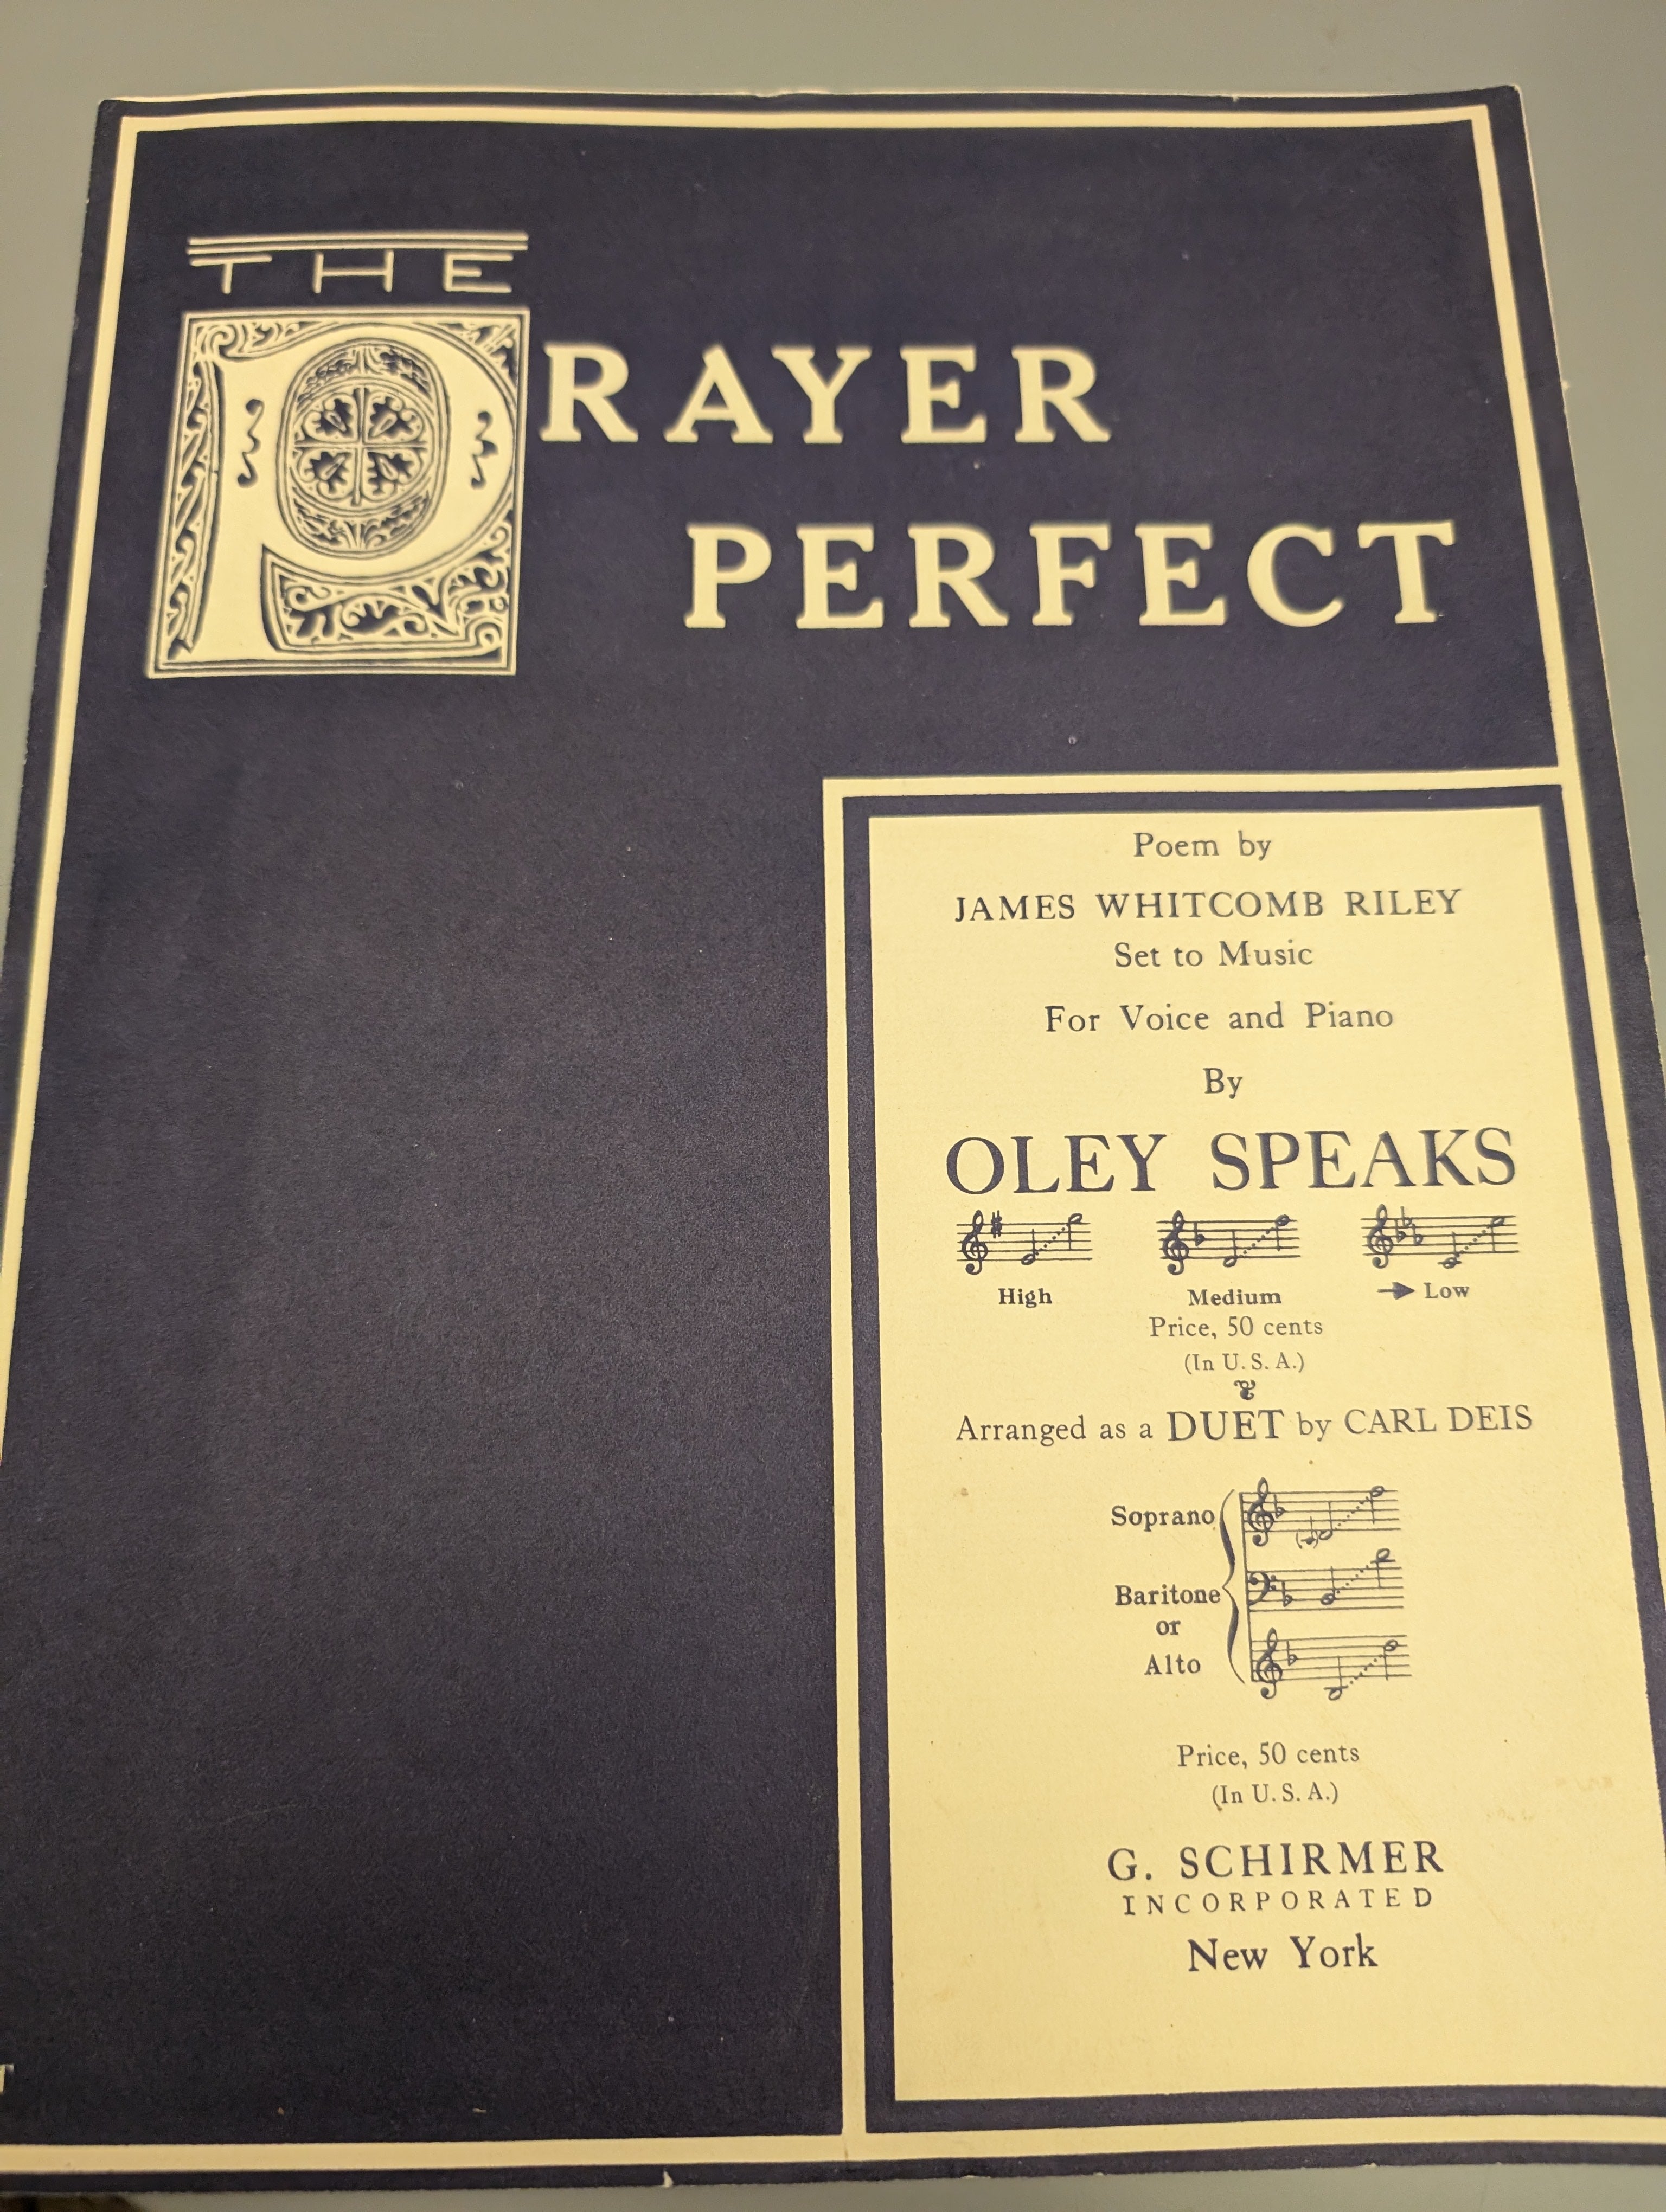 THE
PRAYER
PERFECT
Poem by
JAMES WHITCOMB RILEY
Set to Music
For Voice and Piano
By
OLEY SPEAKS
High Medium Low
Price, 50 cents
(In U. S. A.)
Arranged as a DUET by CARL DEIS
Soprano
Baritone
or
Alto
Price, 50 cents
(In U. S. A.)
G. SCHIRMER
INCORPORATED
New York
T